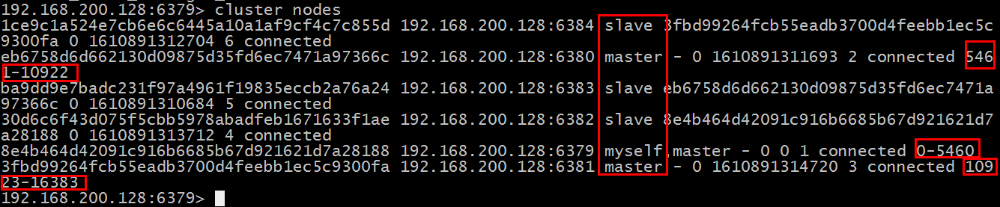 192.168.200.128:6379> cluster nodes
1ce9c1a524e7cb6e6c6445a10a1af9cf4c7c855d 192.168.200.128:6384 slave 3fbd99264fcb55eadb3700d4feebb1ec5c
9300fa 0 1610891312704 6 connected
eb6758d6d662130d09875d35fd6ec7471a97366c 192.168.200.128:6380 master - 0 1610891311693 2 connected 546
1-10922
ba9dd9e7badc231f97a4961f19835eccb2a76a24 192.168.200.128:6383 slave eb6758d6d662130d09875d35fd6ec7471a
97366c 0 1610891310684 5 connected
30d6c6f43d075f5cbb5978abadfeb1671633f1ae 192.168.200.128:6382 slave 8e4b464d42091c916b6685b67d921621d7
a28188 0 1610891313712 4 connected
8e4b464d42091c916b6685b67d921621d7a28188 192.168.200.128:6379 myself,master - 0 0 1 connected 0-5460
3fbd99264fcb55eadb3700d4feebb1ec5c9300fa 192.168.200.128:6381 master - 0 1610891314720 3 connected 109
23-16383
192.168.200.128:6379>